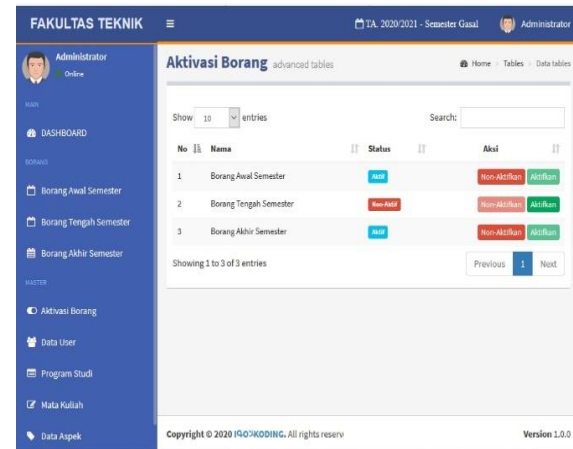 FAKULTAS TEKNIK
TA. 2020/2021 - Semester Gasal
Administrator
Administrator
Online
MAIN
DASHBOARD
BORANG
Borang Awal Semester
Borang Tengah Semester
Borang Akhir Semester
MASTER
Aktivasi Borang
Data User
Program Studi
Mata Kuliah
Data Aspek
Aktivasi Borang advanced tables
Home > Tables > Data tables
Show 10 entries
Search:
No Nama Status Aksi
1 Borang Awal Semester Aktif Non-Aktifkan Aktifkan
2 Borang Tengah Semester Non-Aktif Non-Aktifkan Aktifkan
3 Borang Akhir Semester Aktif Non-Aktifkan Aktifkan
Showing 1 to 3 of 3 entries
Previous 1 Next
Copyright © 2020 KODING. All rights reserv
Version 1.0.0